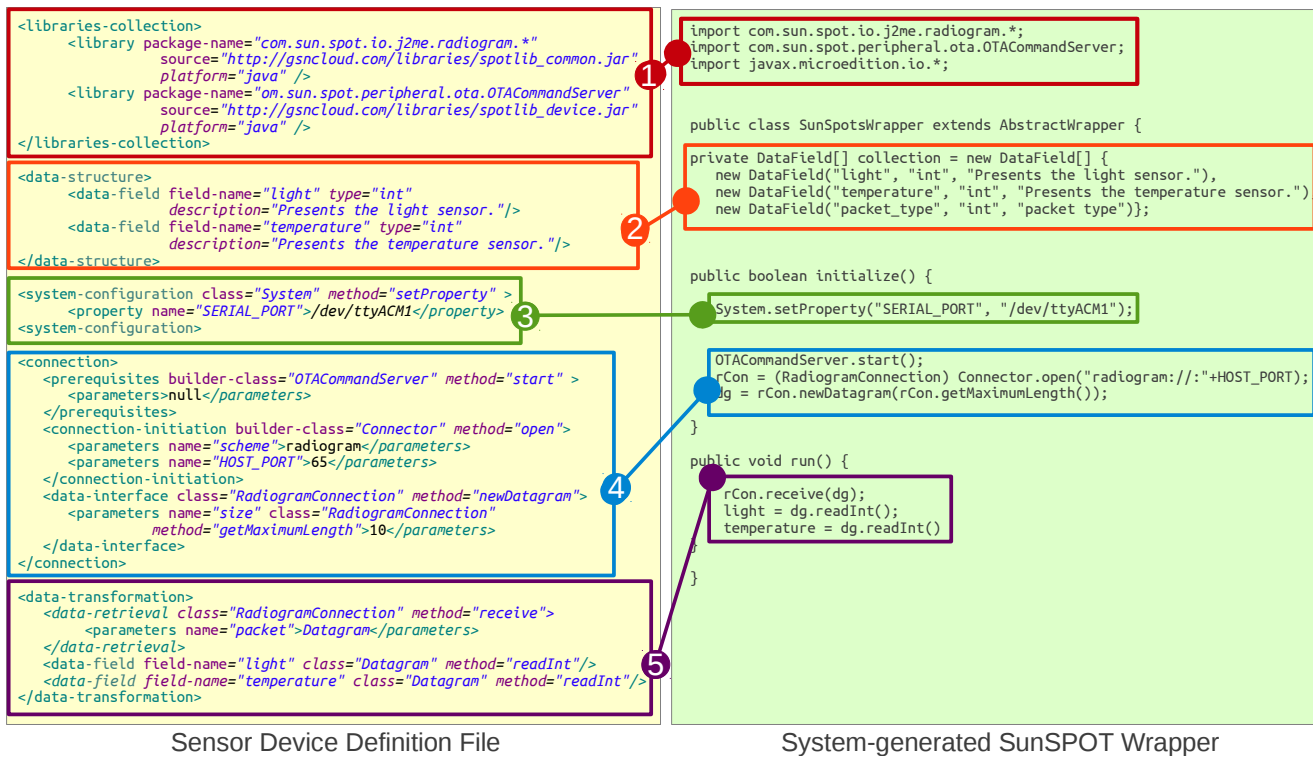 <libraries-collection>
<library package-name="com.sun.spot.io.j2me.radiogram.*"
source="http://gsncloud.com/libraries/spotlib_common.jar"
platform="java" />
<library package-name="om.sun.spot.peripheral.ota.OTACommandServer"
source="http://gsncloud.com/libraries/spotlib_device.jar"
platform="java" />
</libraries-collection>
1
<data-structure>
<data-field field-name="light" type="int"
description="Presents the light sensor."/>
<data-field field-name="temperature" type="int"
description="Presents the temperature sensor."/>
</data-structure>
2
<system-configuration class="System" method="setProperty" >
<property name="SERIAL_PORT">/dev/ttyACM1</property>
<system-configuration>
3
<connection>
<prerequisites builder-class="OTACommandServer" method="start" >
<parameters>null</parameters>
</prerequisites>
<connection-initiation builder-class="Connector" method="open">
<parameters name="scheme">radiogram</parameters>
<parameters name="HOST_PORT">65</parameters>
</connection-initiation>
<data-interface class="RadiogramConnection" method="newDatagram">
<parameters name="size" class="RadiogramConnection"
method="getMaximumLength">10</parameters>
</data-interface>
</connection>
4
<data-transformation>
<data-retrieval class="RadiogramConnection" method="receive">
<parameters name="packet">Datagram</parameters>
</data-retrieval>
<data-field field-name="light" class="Datagram" method="readInt"/>
<data-field field-name="temperature" class="Datagram" method="readInt"/>
</data-transformation>
5
Sensor Device Definition File
import com.sun.spot.io.j2me.radiogram.*;
import com.sun.spot.peripheral.ota.OTACommandServer;
import javax.microedition.io.*;
public class SunSpotsWrapper extends AbstractWrapper {
private DataField[] collection = new DataField[] {
new DataField("light", "int", "Presents the light sensor."),
new DataField("temperature", "int", "Presents the temperature sensor.")
new DataField("packet_type", "int", "packet type")};
public boolean initialize() {
System.setProperty("SERIAL_PORT", "/dev/ttyACM1");
OTACommandServer.start();
rCon = (RadiogramConnection) Connector.open("radiogram://:"+HOST_PORT);
dg = rCon.newDatagram(rCon.getMaximumLength());
}
public void run() {
rCon.receive(dg);
light = dg.readInt();
temperature = dg.readInt()
}
}
System-generated SunSPOT Wrapper